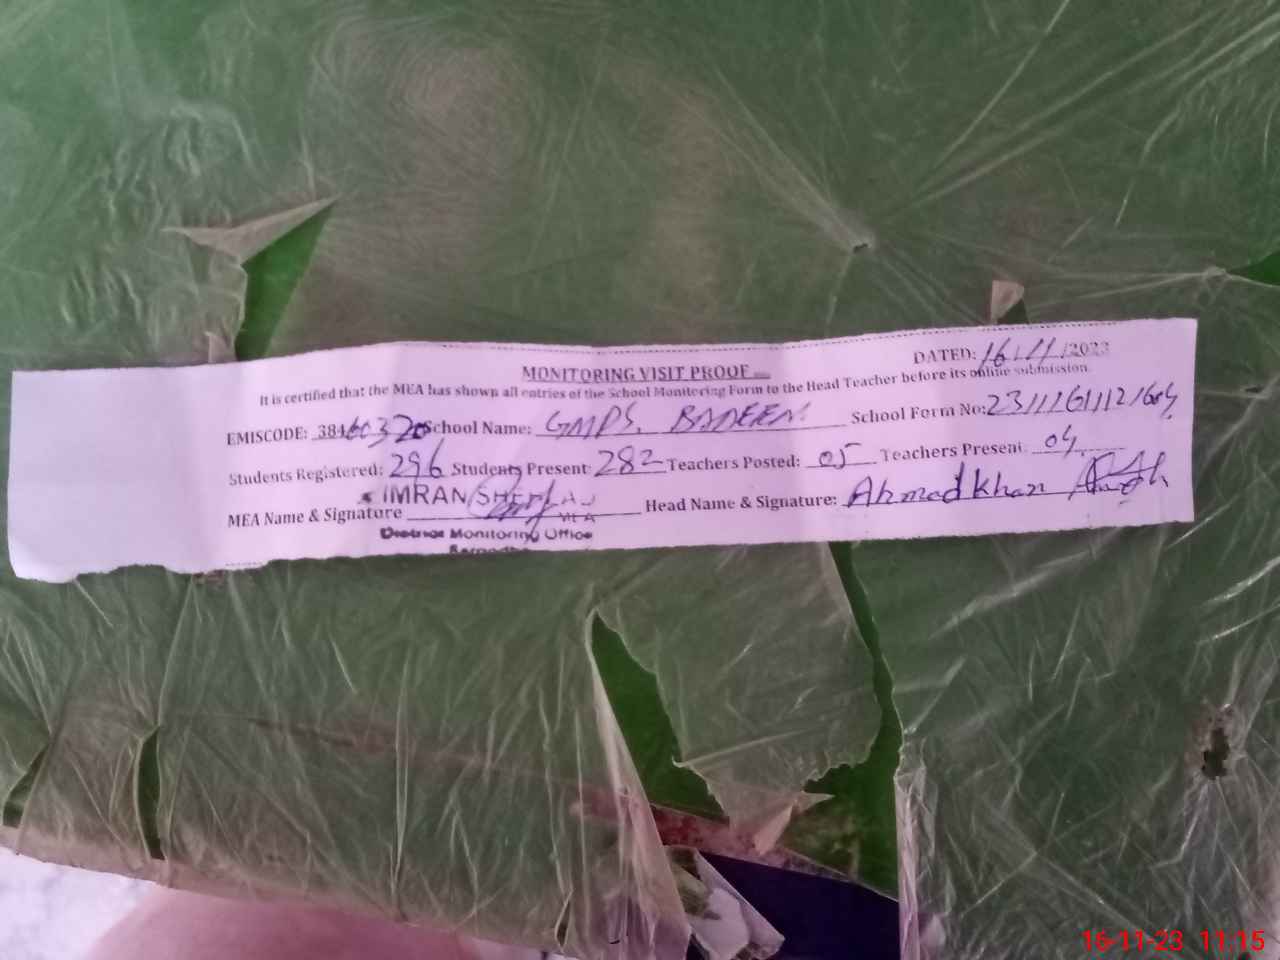 MONITORING VISIT PROOF
DATED: 16/11/2023
It is certified that the MEA has shown all entries of the School Monitoring Form to the Head Teacher before its online submission.
EMISCODE: 38460320 School Name: GMPS, BADEEN School Form No:
Students Registered: 296 Students Present: 282 Teachers Posted: 05 Teachers Present: 04
IMRAN
MEA
MEA Name & Signature Head Name & Signature: Ahmad khan
District Monitoring Office
16-11-23 11:15